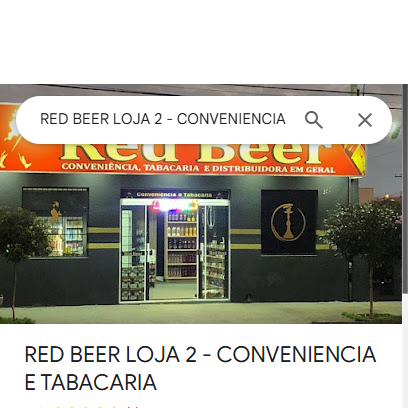 RED BEER LOJA 2 - CONVENIENCIA
Red Beer
CONVENIÊNCIA, TABACARIA E DISTRIBUIDORA EM GERAL
Conveniência e Tabacaria
RED BEER LOJA 2 - CONVENIENCIA
E TABACARIA